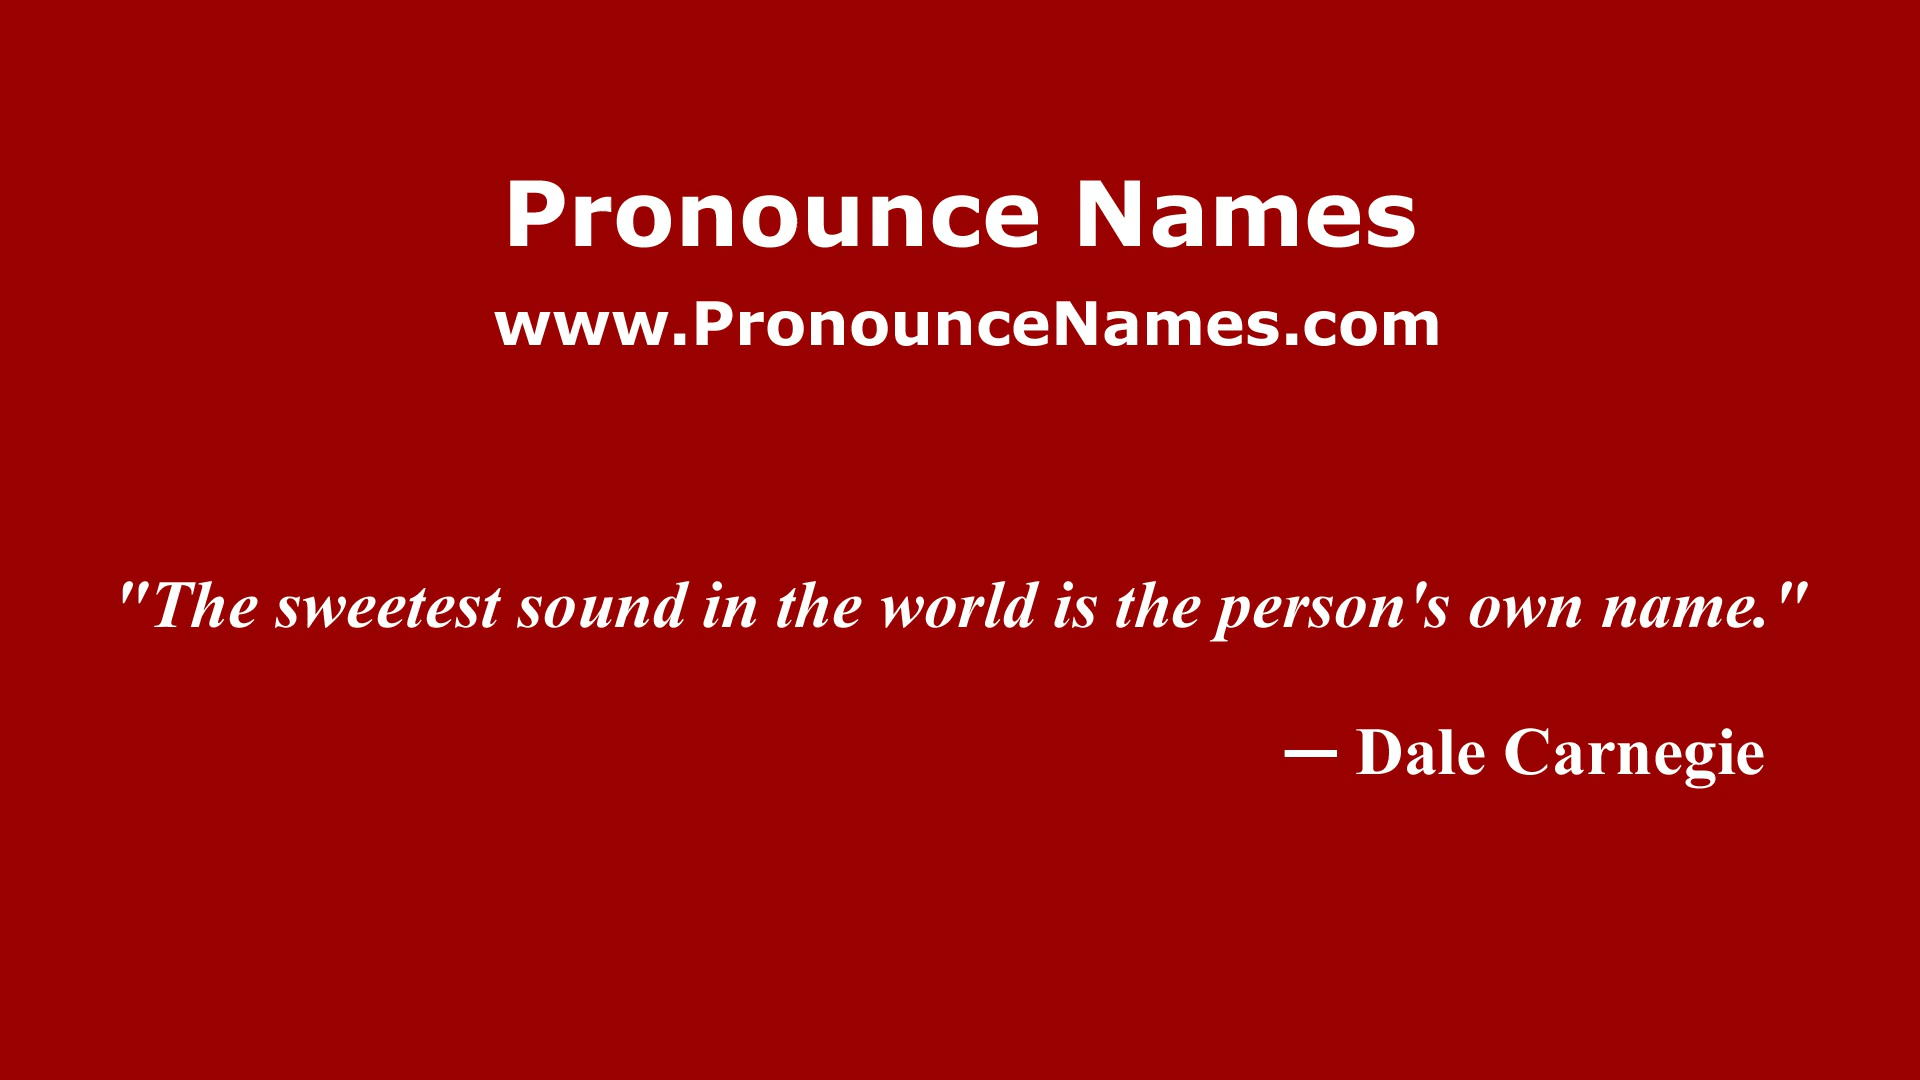 Pronounce Names
www.PronounceNames.com
"The sweetest sound in the world is the person's own name."
— Dale Carnegie